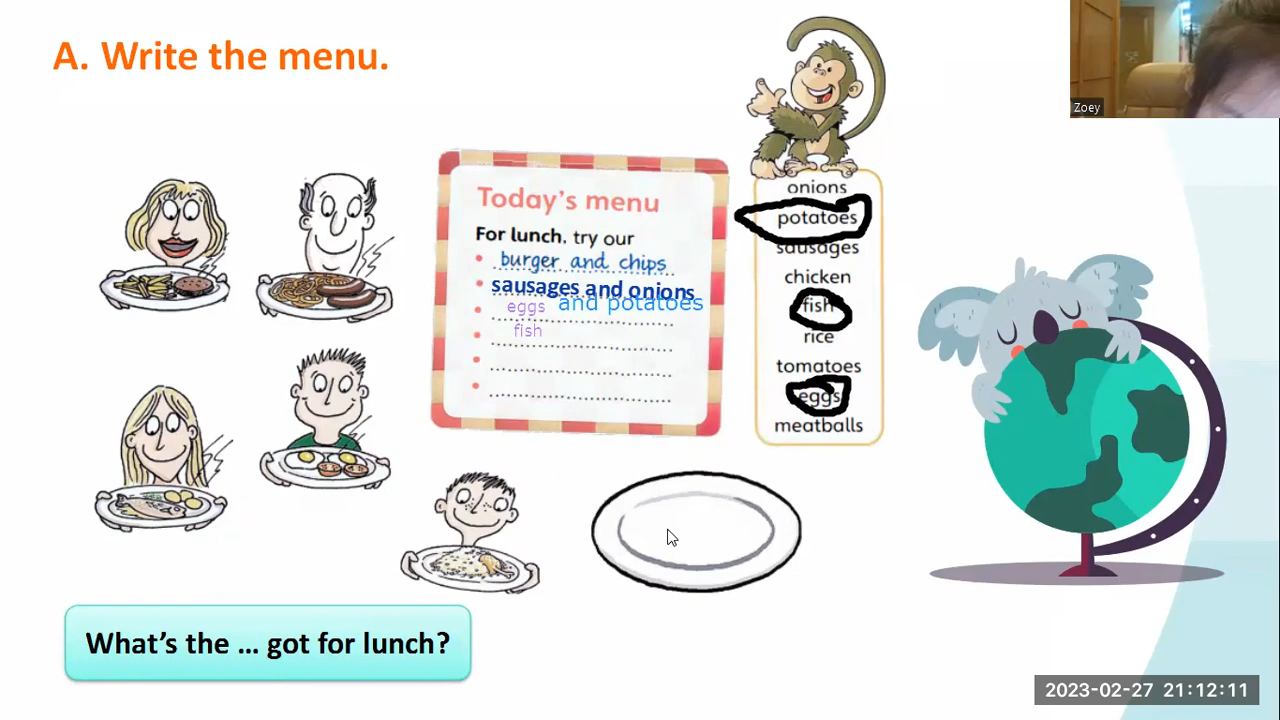 A. Write the menu.
Zoey
Today's menu
For lunch, try our
burger and chips
sausages and onions
eggs and potatoes
fish
onions
potatoes
sausages
chicken
fish
rice
tomatoes
eggs
meatballs
What's the ... got for lunch?
2023-02-27 21:12:11